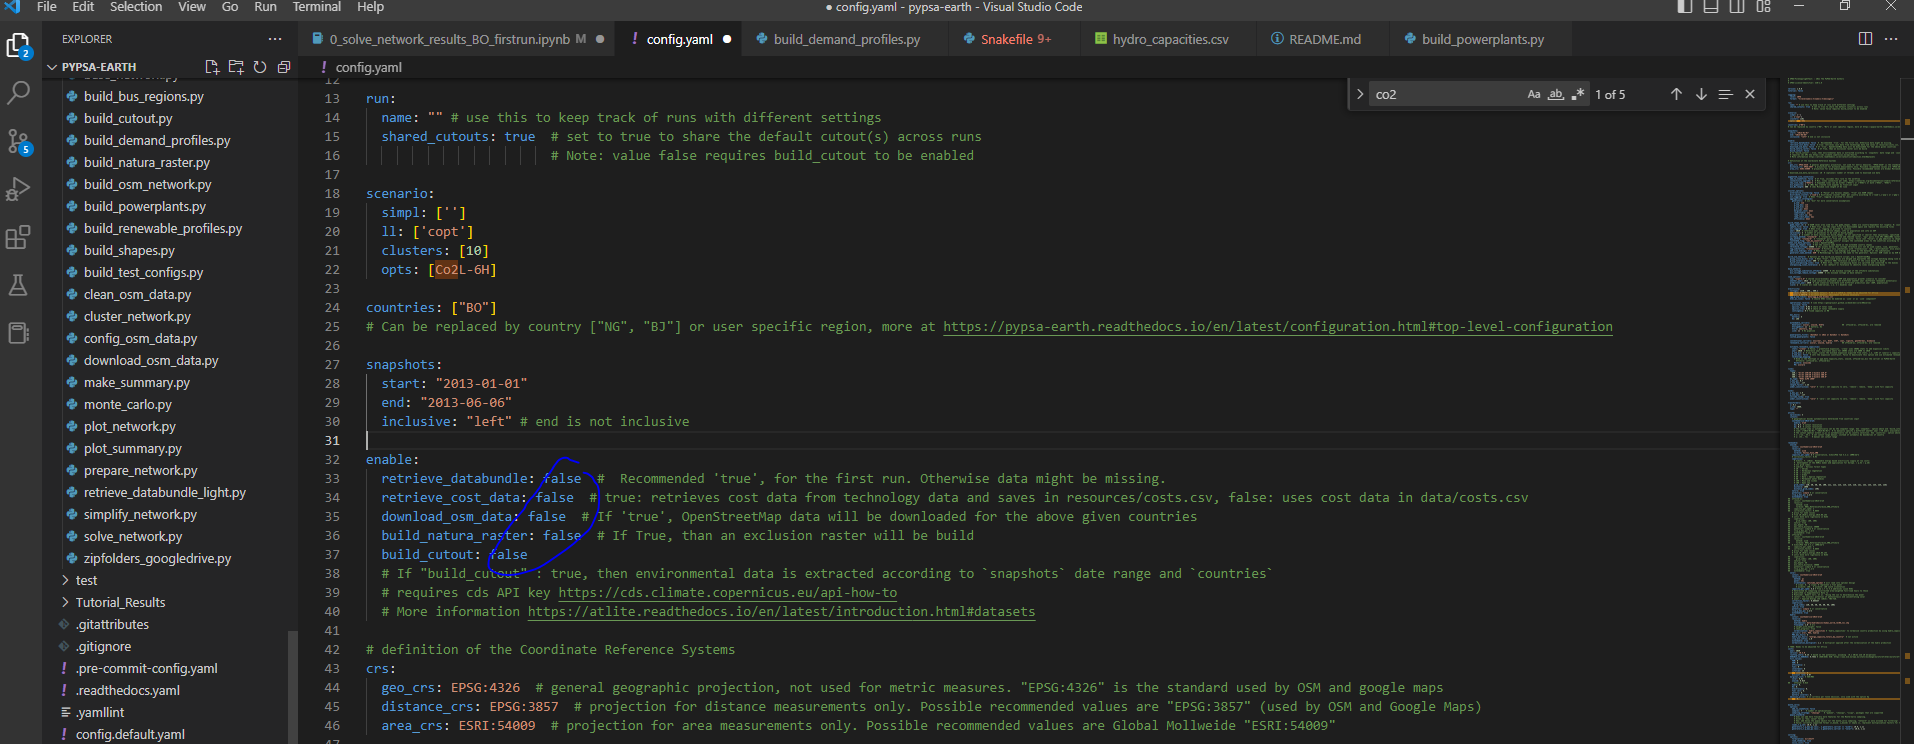 File Edit Selection View Go Run Terminal Help
● config.yaml - pypsa-earth - Visual Studio Code
EXPLORER ···
0_solve_network_results_BO_firstrun.ipynb M ●
! config.yaml ●
build_demand_profiles.py
Snakefile 9+
hydro_capacities.csv
README.md
build_powerplants.py
PYPSA-EARTH
! config.yaml
co2 Aa ab 1 of 5
build_bus_regions.py
build_cutout.py
build_demand_profiles.py
build_natura_raster.py
build_osm_network.py
build_powerplants.py
build_renewable_profiles.py
build_shapes.py
build_test_configs.py
clean_osm_data.py
cluster_network.py
config_osm_data.py
download_osm_data.py
make_summary.py
monte_carlo.py
plot_network.py
plot_summary.py
prepare_network.py
retrieve_databundle_light.py
simplify_network.py
solve_network.py
zipfolders_googledrive.py
> test
> Tutorial_Results
.gitattributes
.gitignore
! .pre-commit-config.yaml
! .readthedocs.yaml
.yamllint
! config.default.yaml
2
5
12
13 run:
14 name: "" # use this to keep track of runs with different settings
15 shared_cutouts: true # set to true to share the default cutout(s) across runs
16 # Note: value false requires build_cutout to be enabled
17
18 scenario:
19 simpl: ['']
20 ll: ['copt']
21 clusters: [10]
22 opts: [Co2L-6H]
23
24 countries: ["BO"]
25 # Can be replaced by country ["NG", "BJ"] or user specific region, more at https://pypsa-earth.readthedocs.io/en/latest/configuration.html#top-level-configuration
26
27 snapshots:
28 start: "2013-01-01"
29 end: "2013-06-06"
30 inclusive: "left" # end is not inclusive
31
32 enable:
33 retrieve_databundle: false # Recommended 'true', for the first run. Otherwise data might be missing.
34 retrieve_cost_data: false # true: retrieves cost data from technology data and saves in resources/costs.csv, false: uses cost data in data/costs.csv
35 download_osm_data: false # If 'true', OpenStreetMap data will be downloaded for the above given countries
36 build_natura_raster: false # If True, than an exclusion raster will be build
37 build_cutout: false
38 # If "build_cutout" : true, then environmental data is extracted according to `snapshots` date range and `countries`
39 # requires cds API key https://cds.climate.copernicus.eu/api-how-to
40 # More information https://atlite.readthedocs.io/en/latest/introduction.html#datasets
41
42 # definition of the Coordinate Reference Systems
43 crs:
44 geo_crs: EPSG:4326 # general geographic projection, not used for metric measures. "EPSG:4326" is the standard used by OSM and google maps
45 distance_crs: EPSG:3857 # projection for distance measurements only. Possible recommended values are "EPSG:3857" (used by OSM and Google Maps)
46 area_crs: ESRI:54009 # projection for area measurements only. Possible recommended values are Global Mollweide "ESRI:54009"